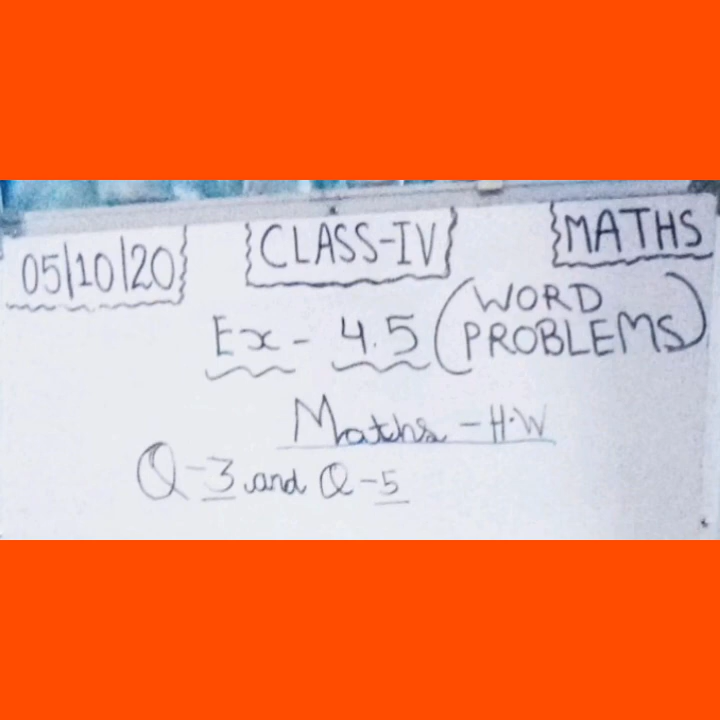 05/10/20 CLASS-IV MATHS
Ex - 4.5 (WORD PROBLEMS)
Maths - H.W
Q-3 and Q-5